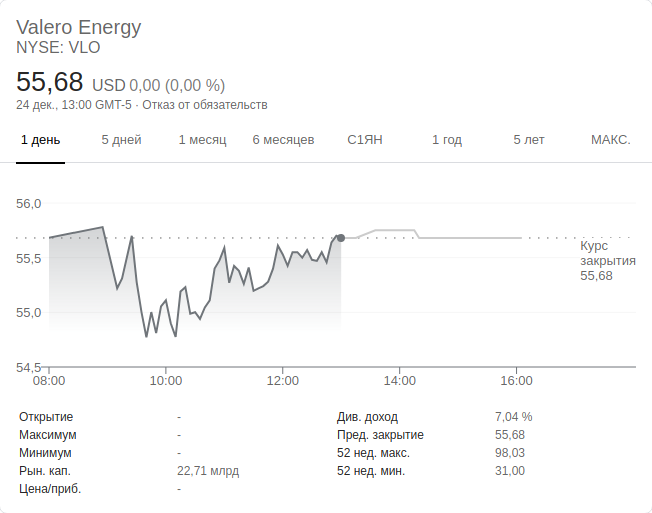 Valero Energy
NYSE: VLO
55,68 USD 0,00 (0,00 %)
24 дек., 13:00 GMT-5 · Отказ от обязательств
1 день 5 дней 1 месяц 6 месяцев С1ЯН 1 год 5 лет МАКС.
56,0
55,5
55,0
54,5
Курс
закрытия
55,68
08:00 10:00 12:00 14:00 16:00
Открытие - Див. доход 7,04 %
Максимум - Пред. закрытие 55,68
Минимум - 52 нед. макс. 98,03
Рын. кап. 22,71 млрд 52 нед. мин. 31,00
Цена/приб. -